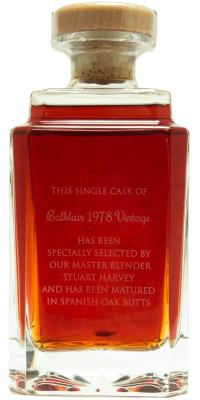 THIS SINGLE CASK OF
Balblair 1978 Vintage
HAS BEEN
SPECIALLY SELECTED BY
OUR MASTER BLENDER
STUART HARVEY
AND HAS BEEN MATURED
IN SPANISH OAK BUTTS